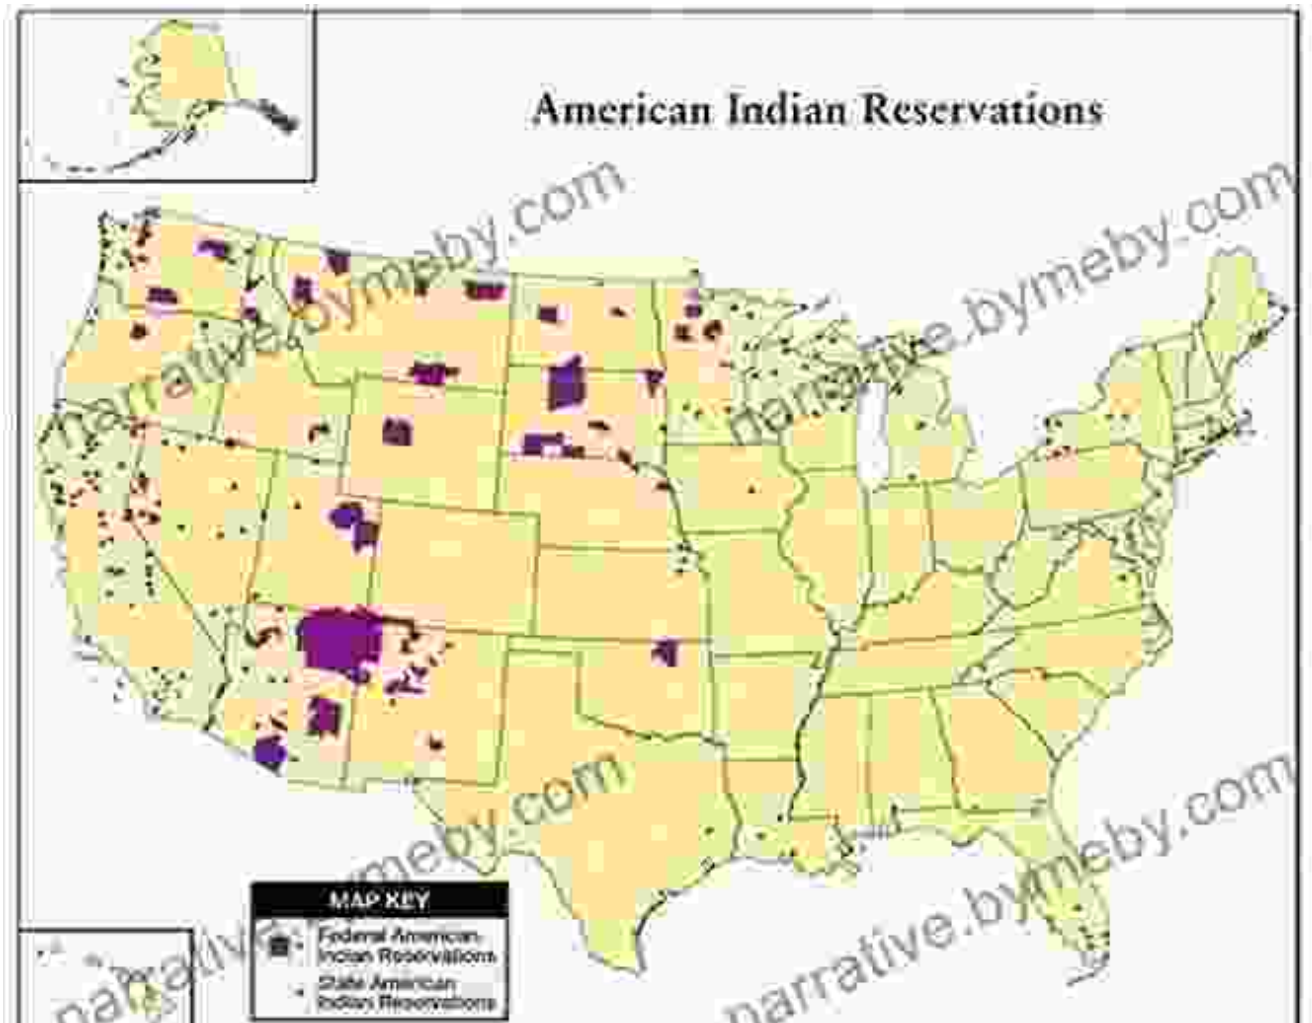 American Indian Reservations
narrative.bymeby.com
narrative.bymeby.com
MAP KEY
Federal American
Indian Reservations
State American
Indian Reservations
narrative.bymeby.com
narrative.bymeby.com